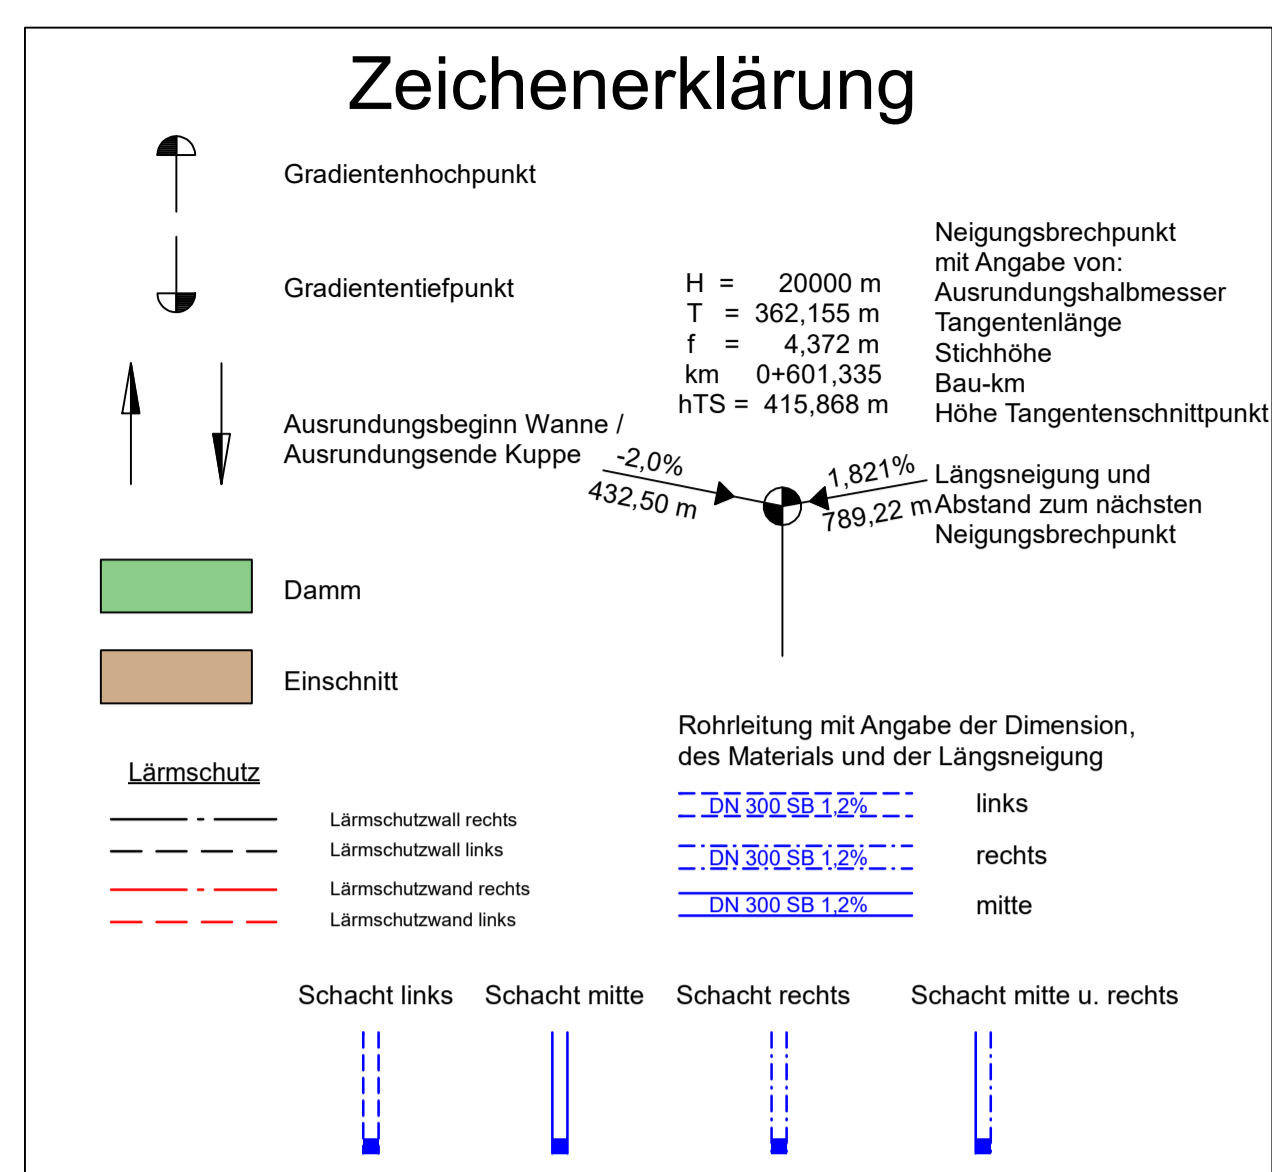 Zeichenerklärung
Gradientenhochpunkt
Gradiententiefpunkt
Ausrundungsbeginn Wanne /
Ausrundungsende Kuppe
Damm
Einschnitt
H = 20000 m
T = 362,155 m
f = 4,372 m
km 0+601,335
hTS = 415,868 m
Neigungsbrechpunkt
mit Angabe von:
Ausrundungshalbmesser
Tangentenlänge
Stichhöhe
Bau-km
Höhe Tangentenschnittpunkt
-2,0%
432,50 m
1,821%
789,22 m
Längsneigung und
Abstand zum nächsten
Neigungsbrechpunkt
Lärmschutz
Lärmschutzwall rechts
Lärmschutzwall links
Lärmschutzwand rechts
Lärmschutzwand links
Rohrleitung mit Angabe der Dimension,
des Materials und der Längsneigung
DN 300 SB 1,2% links
DN 300 SB 1,2% rechts
DN 300 SB 1,2% mitte
Schacht links Schacht mitte Schacht rechts Schacht mitte u. rechts